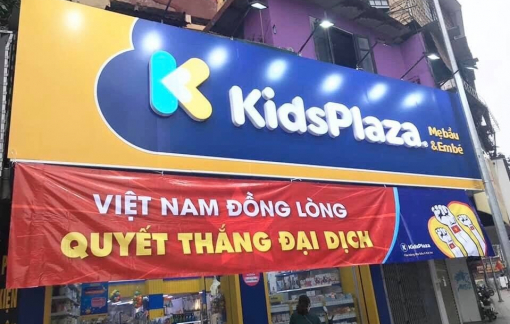 KidsPlaza.
Mẹ bầu
& Em bé
VIỆT NAM ĐỒNG LÒNG
QUYẾT THẮNG ĐẠI DỊCH
KidsPlaza